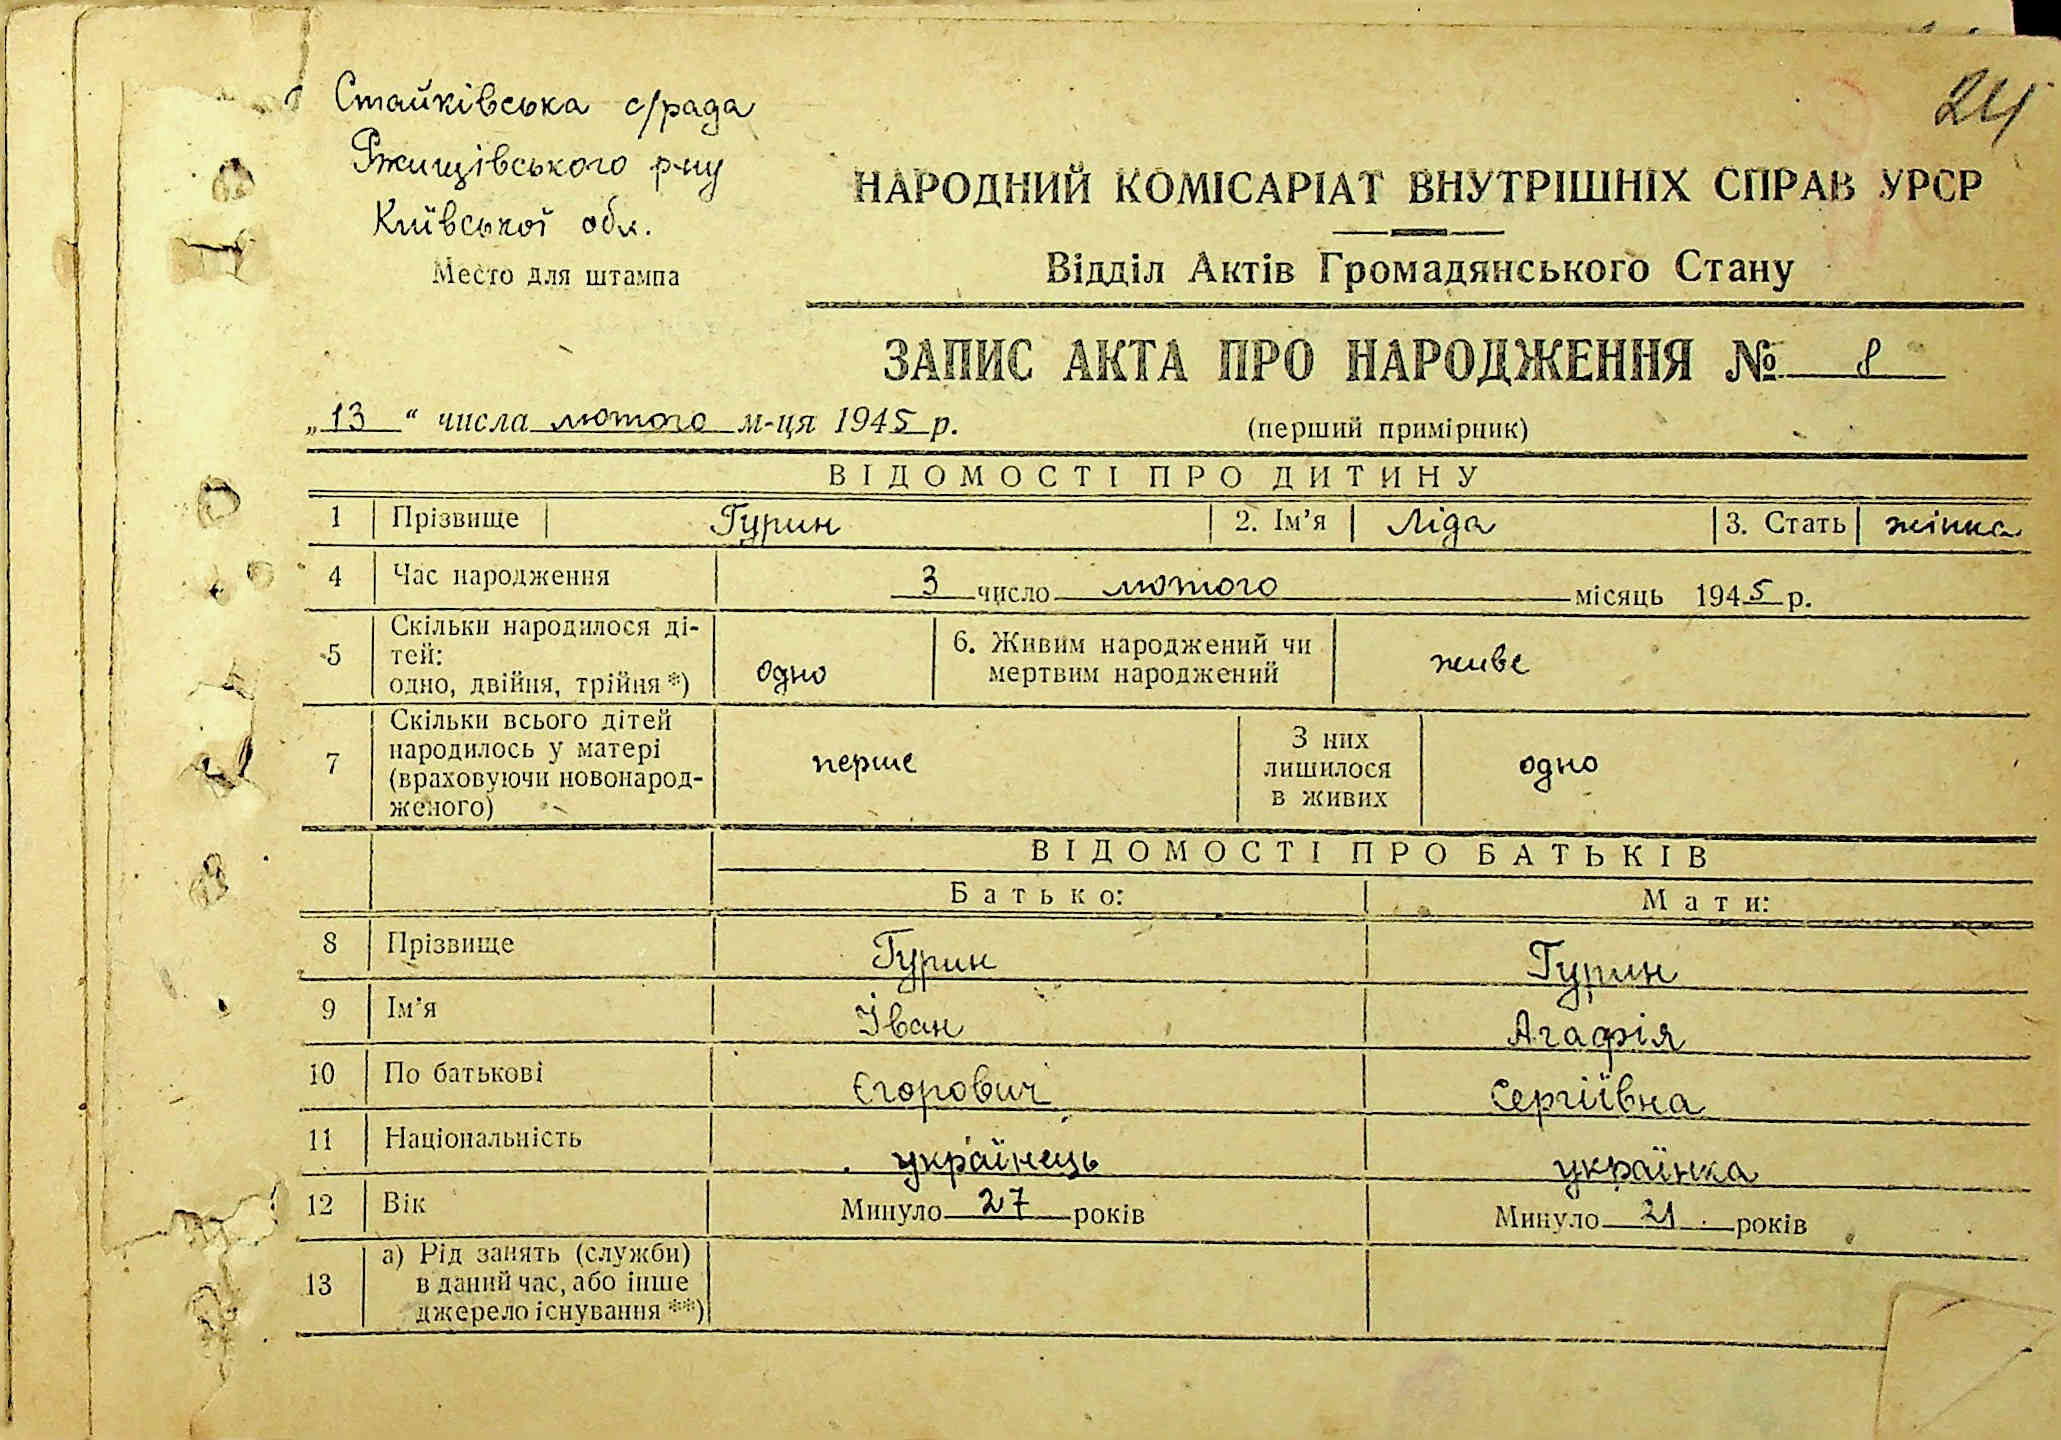 24
Стайківська с/рада
Ржищівського р-ну
Київської обл.
Место для штампа
НАРОДНИЙ КОМІСАРІАТ ВНУТРІШНІХ СПРАВ УРСР
Відділ Актів Громадянського Стану
ЗАПИС АКТА ПРО НАРОДЖЕННЯ № 8
„13“ числа лютого м-ця 1945 р.
(перший примірник)
ВІДОМОСТІ ПРО ДИТИНУ
1 Прізвище Гурин 2. Ім’я Ліда 3. Стать жінка
4 Час народження 3 число лютого місяць 1945 р.
5 Скільки народилося ді-
тей:
одно, двійня, трійня *) одно
6. Живим народжений чи
мертвим народжений живе
7 Скільки всього дітей
народилось у матері
(враховуючи новонарод-
женого) перше
З них
лишилося
в живих одно
ВІДОМОСТІ ПРО БАТЬКІВ
Батько: Мати:
8 Прізвище Гурин Гурин
9 Ім’я Іван Агафія
10 По батькові Єгорович Сергіївна
11 Національність українець українка
12 Вік Минуло 27 років Минуло 21 років
13 а) Рід занять (служби)
в даний час, або інше
джерело існування **)